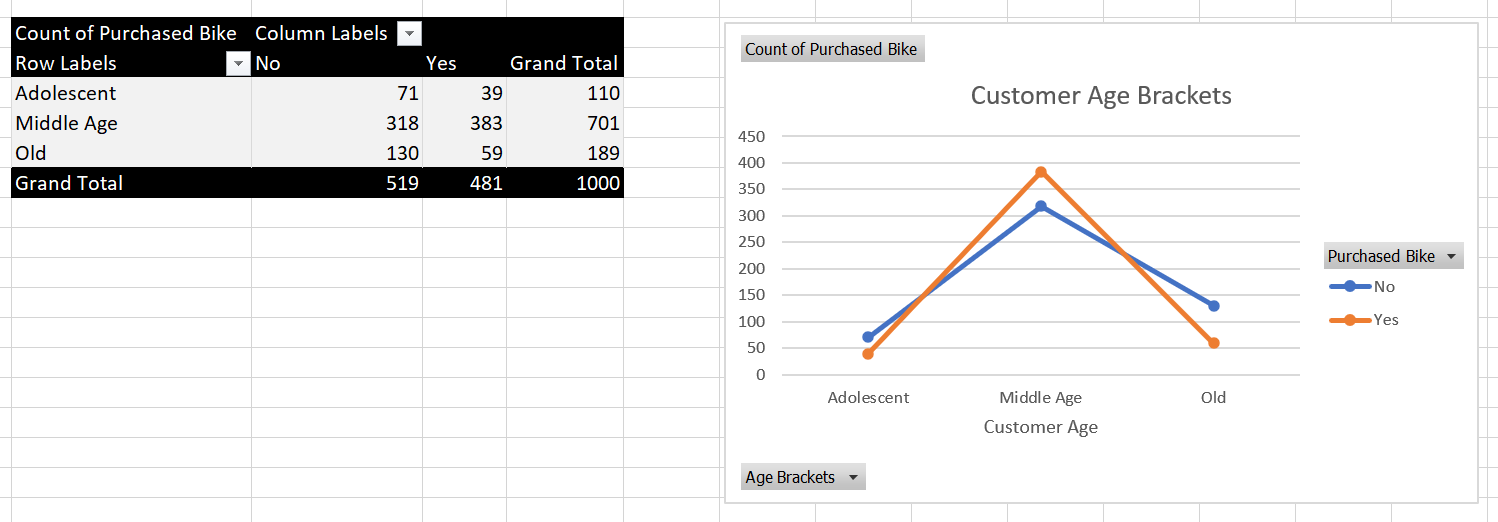 Count of Purchased Bike Column Labels
Row Labels No Yes Grand Total
Adolescent 71 39 110
Middle Age 318 383 701
Old 130 59 189
Grand Total 519 481 1000
Count of Purchased Bike
Customer Age Brackets
450
400
350
300
250
200
150
100
50
0
Adolescent Middle Age Old
Customer Age
Purchased Bike
No
Yes
Age Brackets